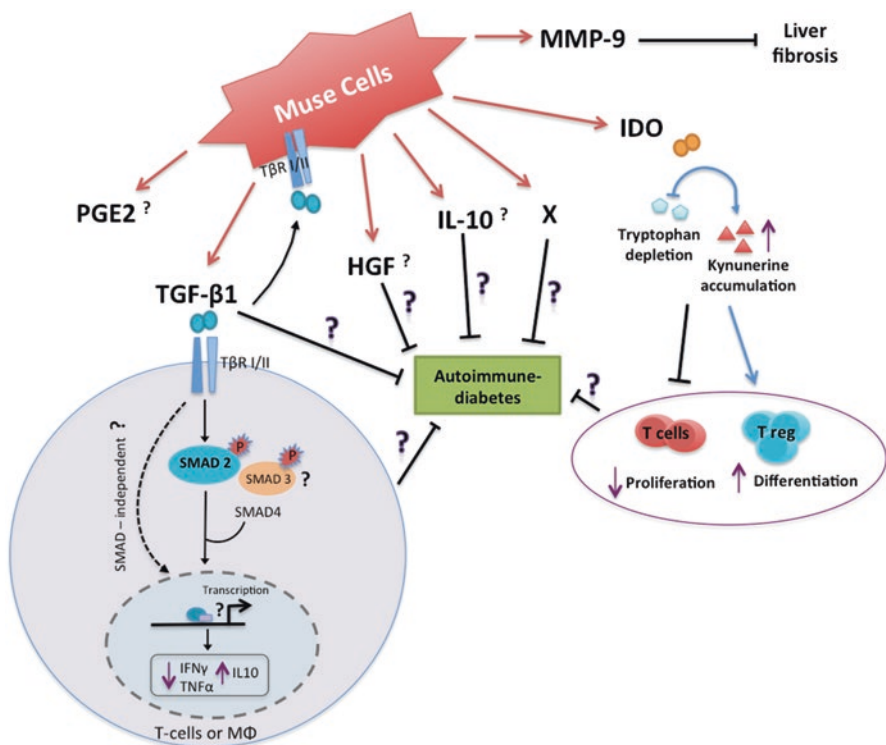 MMP-9
Liver
fibrosis
Muse Cells
IDO
TβR I/II
PGE2 ?
IL-10 ?
X
Tryptophan
depletion
HGF ?
Kynunerine
accumulation
TGF-β1
?
?
?
?
TβR I/II
Autoimmune-
diabetes
?
?
T cells
T reg
SMAD – independent ?
P
SMAD 2
P
SMAD 3 ?
Proliferation
Differentiation
SMAD4
Transcription
?
IFNγ
IL10
TNFα
T-cells or MΦ